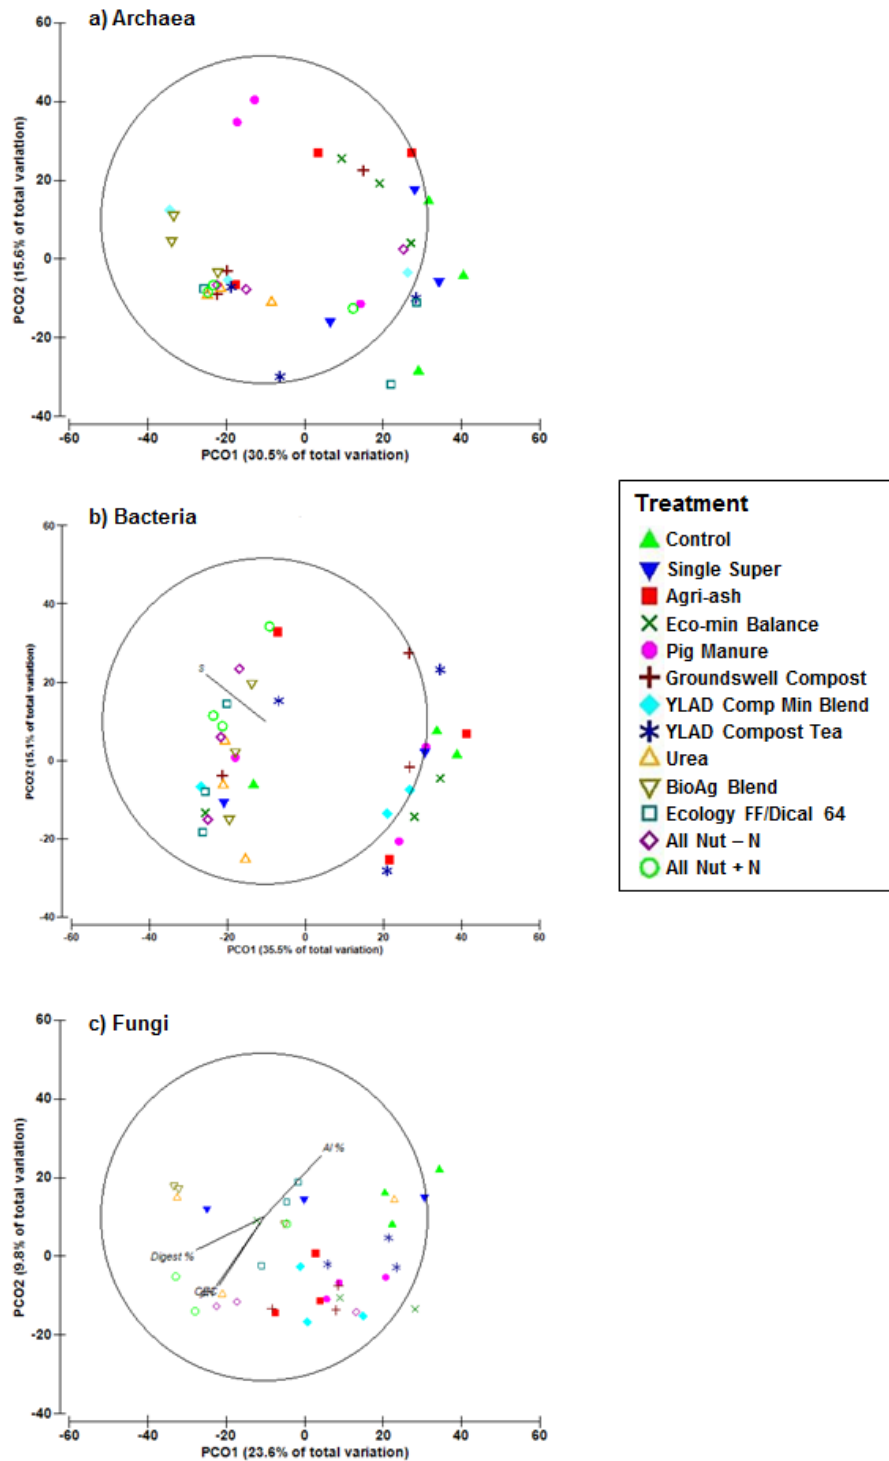 a) Archaea
60
40
20
0
-20
-40
PCO2 (15.6% of total variation)
-60
-40
-20
0
20
40
60
PCO1 (30.5% of total variation)
b) Bacteria
60
40
20
0
-20
-40
PCO2 (15.1% of total variation)
S
-60
-40
-20
0
20
40
60
PCO1 (35.5% of total variation)
Treatment
Control
Single Super
Agri-ash
Eco-min Balance
Pig Manure
Groundswell Compost
YLAD Comp Min Blend
YLAD Compost Tea
Urea
BioAg Blend
Ecology FF/Dical 64
All Nut – N
All Nut + N
c) Fungi
60
40
20
0
-20
-40
PCO2 (9.8% of total variation)
Al %
Digest %
-60
-40
-20
0
20
40
60
PCO1 (23.6% of total variation)